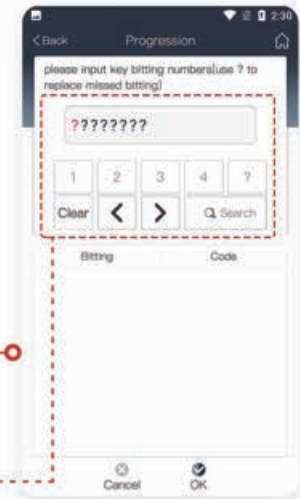 2:30
< Back Progression
please input key bitting numbers(use ? to
replace missed bitting)
????????
1 2 3 4 ?
Clear < > Search
Bitting Code
Cancel OK